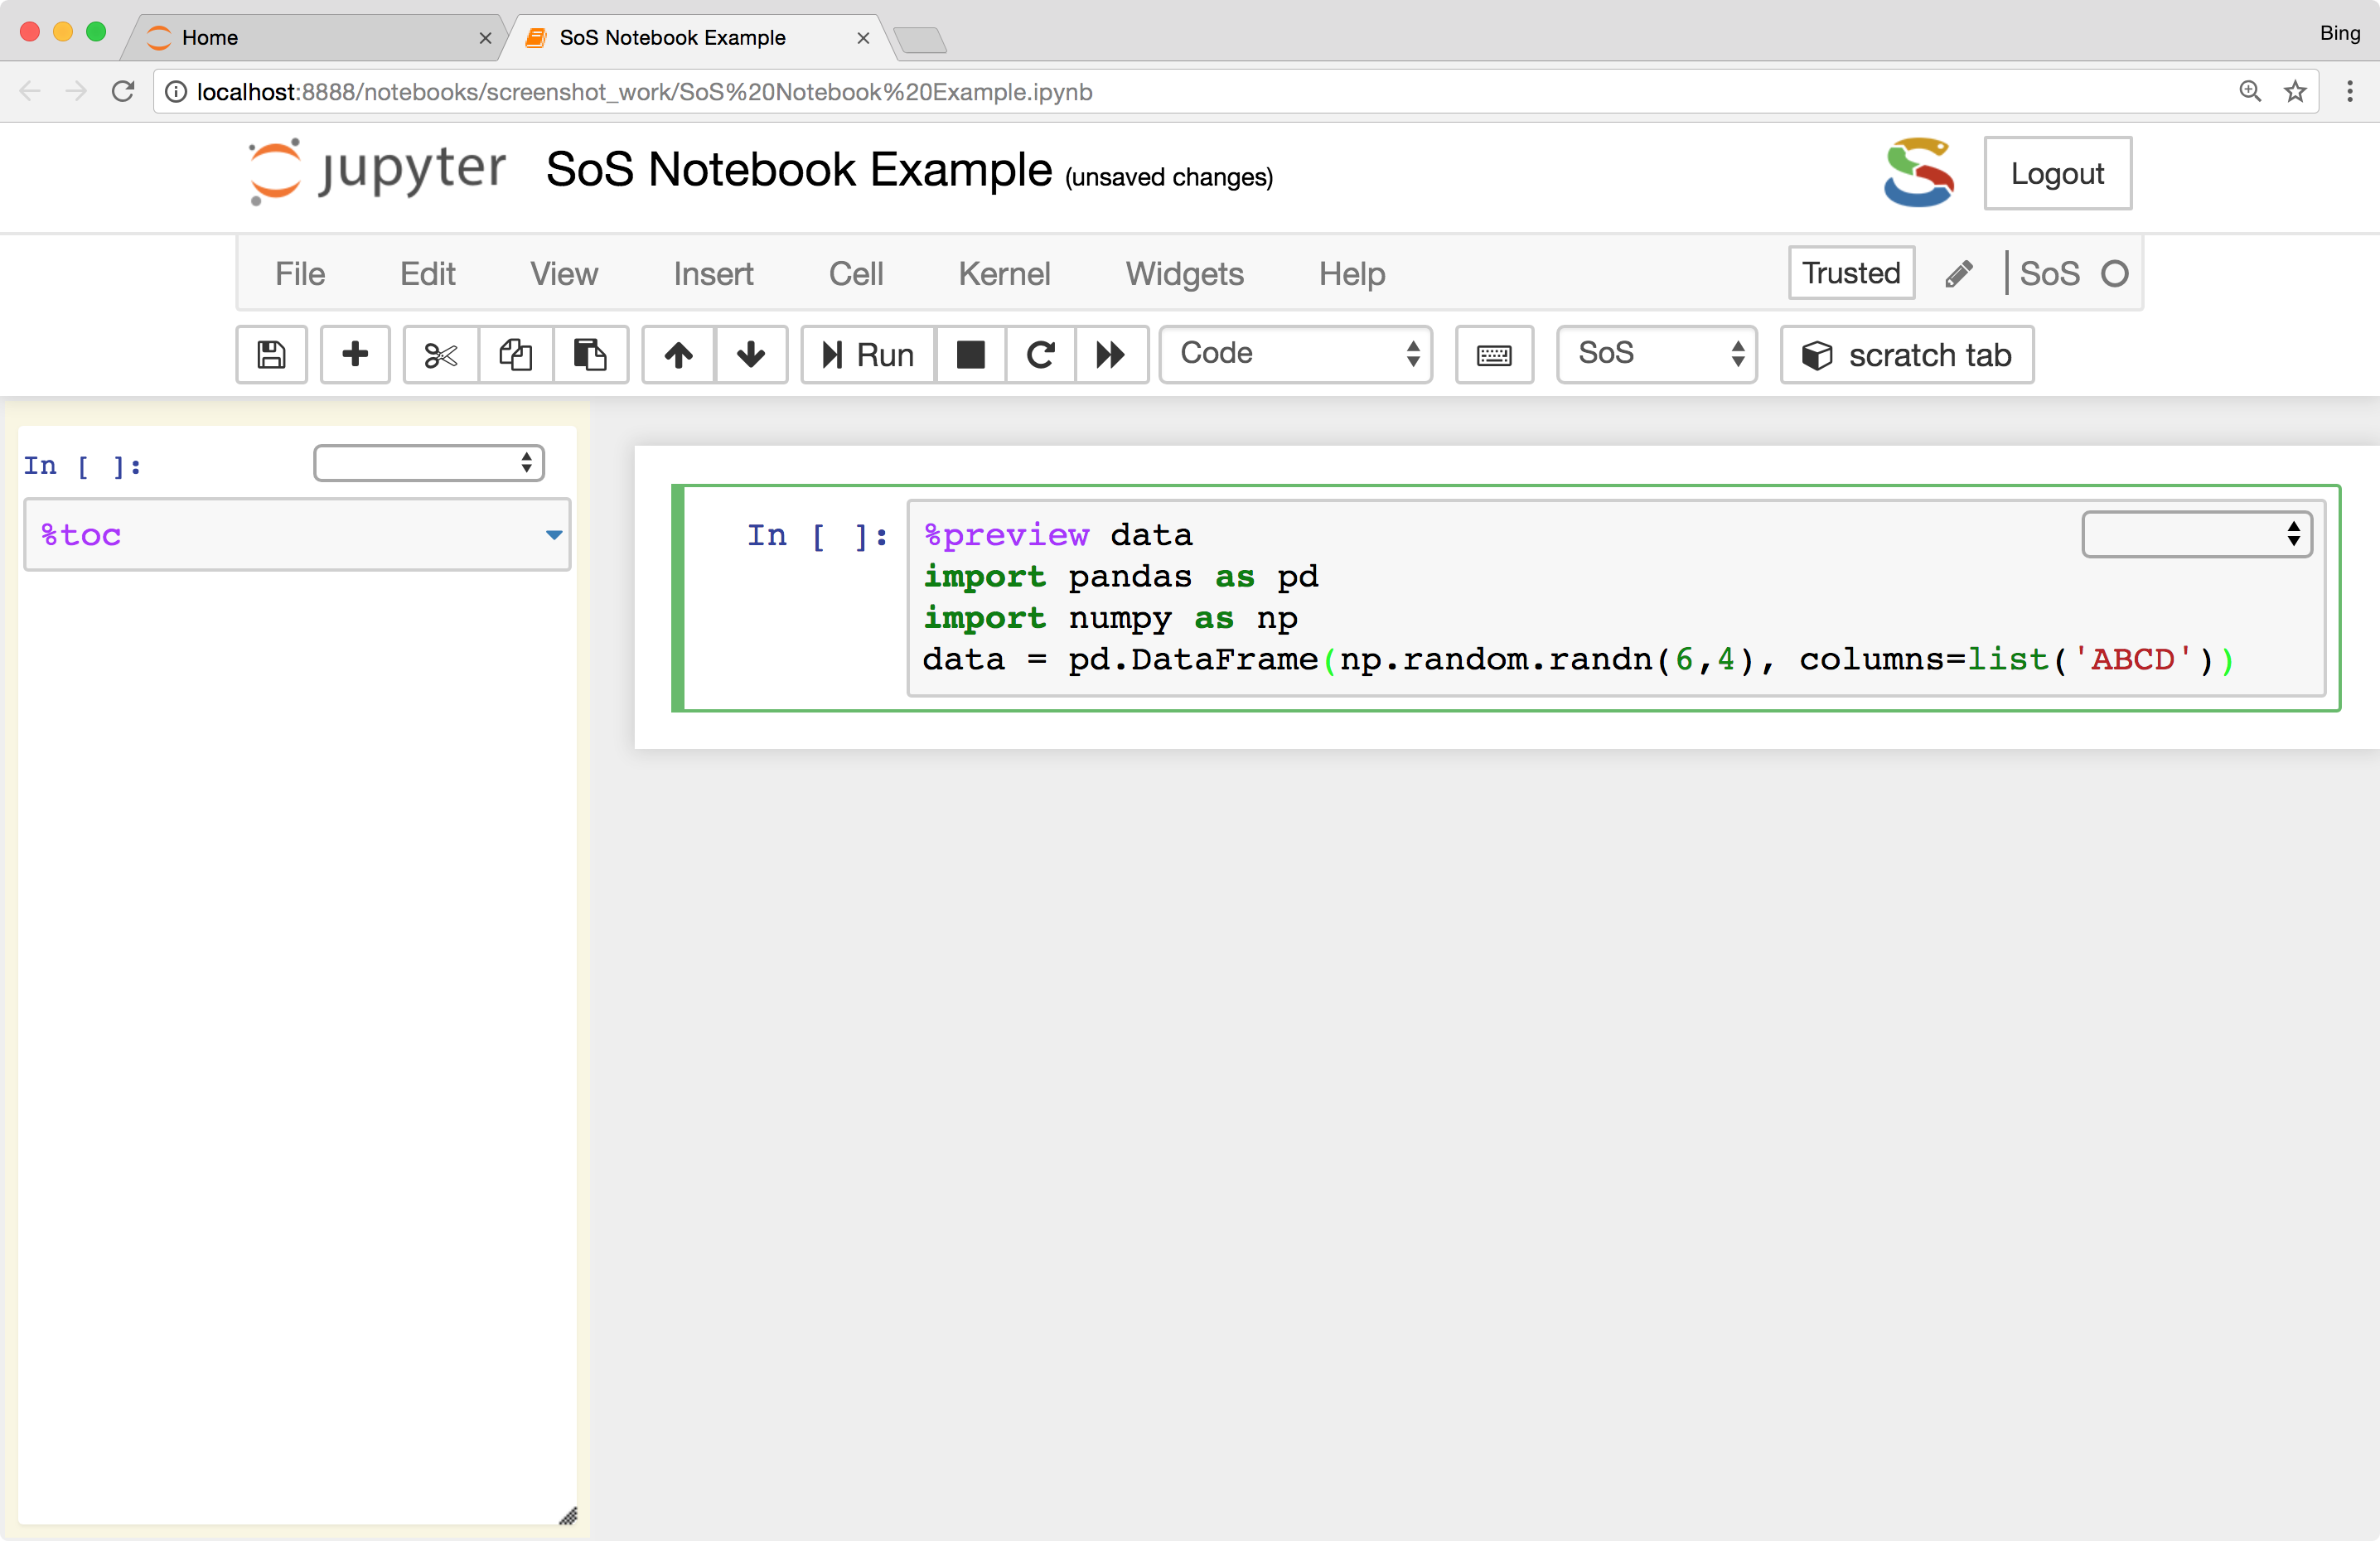 Home
SoS Notebook Example
Bing
localhost:8888/notebooks/screenshot_work/SoS%20Notebook%20Example.ipynb
jupyter SoS Notebook Example (unsaved changes)
Logout
File Edit View Insert Cell Kernel Widgets Help Trusted SoS
Run Code SoS scratch tab
In [ ]:
%toc
In [ ]:
%preview data
import pandas as pd
import numpy as np
data = pd.DataFrame(np.random.randn(6,4), columns=list('ABCD'))